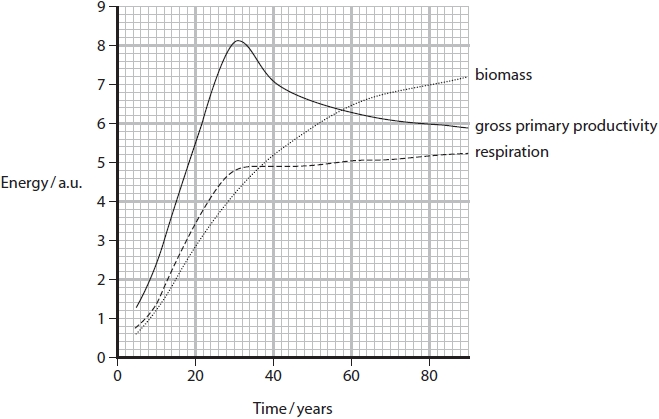 9
8
7
6
5
4
3
2
1
0
Energy / a.u.
biomass
gross primary productivity
respiration
0 20 40 60 80
Time / years